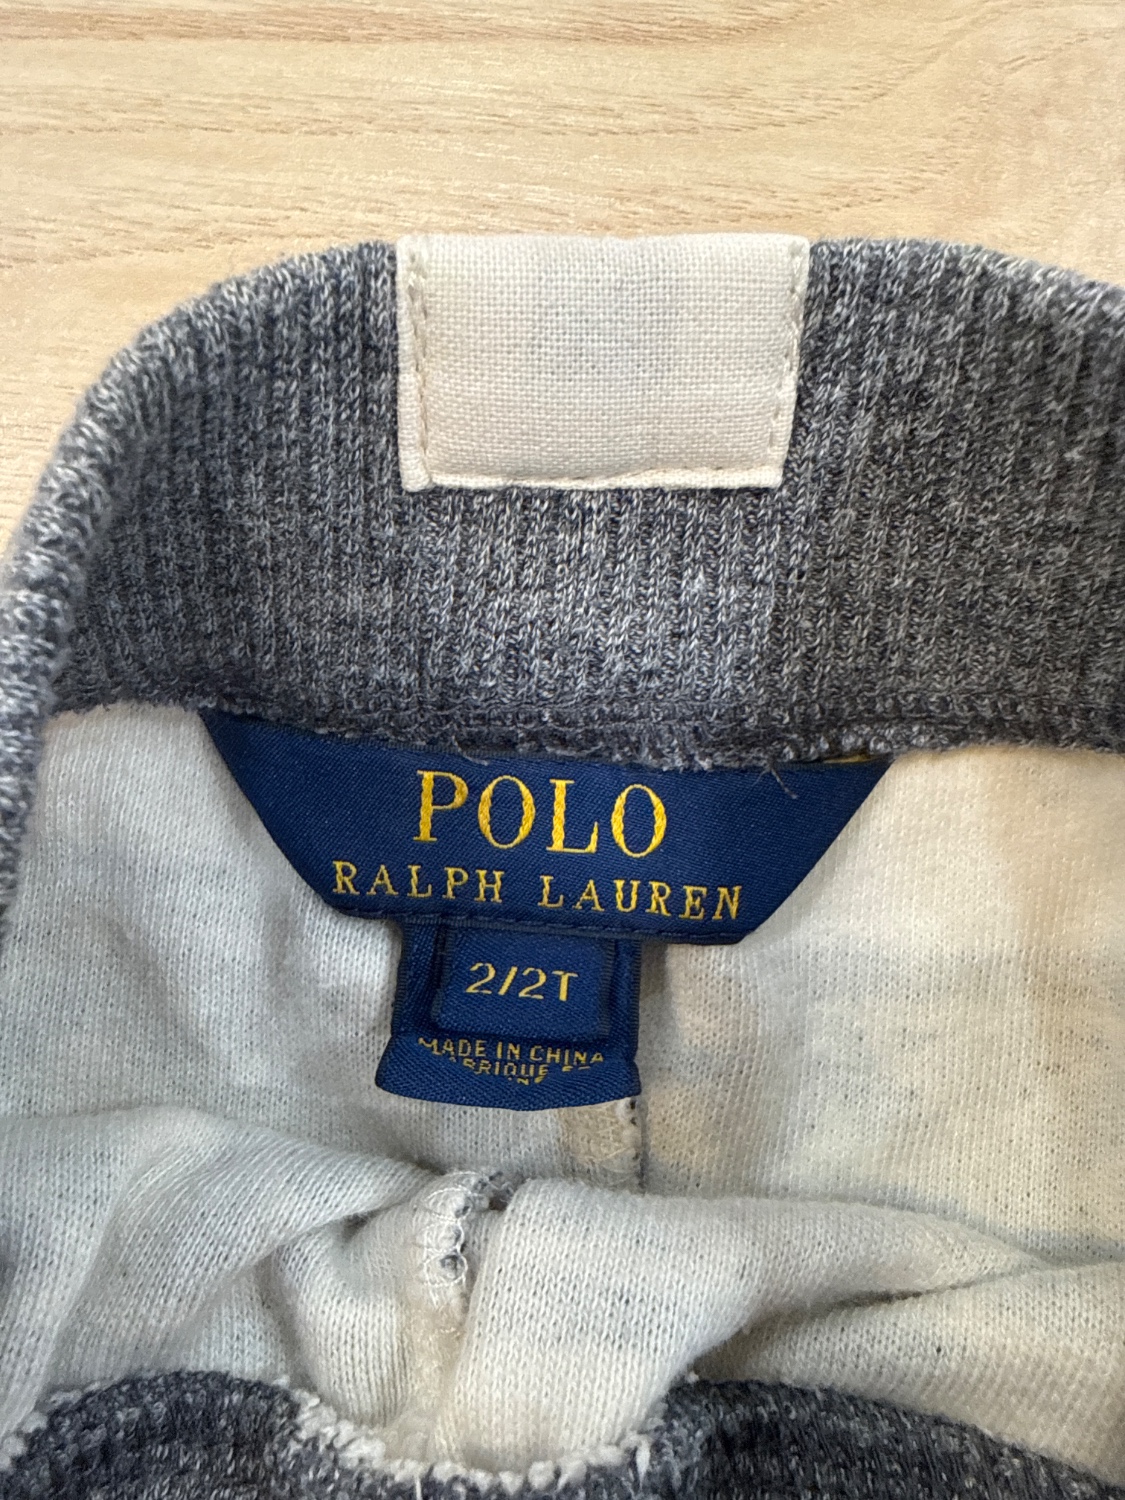 POLO
RALPH LAUREN
2/2T
MADE IN CHINA